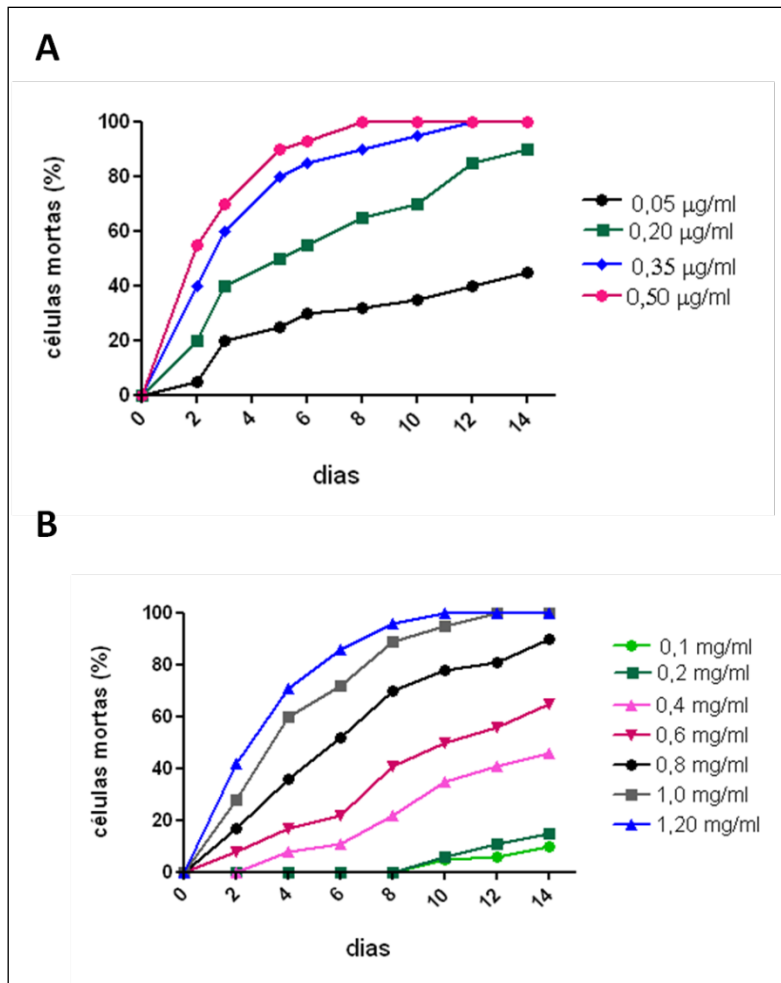 A
100
80
60
40
20
0
células mortas (%)
0 2 4 6 8 10 12 14
dias
0,05 µg/ml
0,20 µg/ml
0,35 µg/ml
0,50 µg/ml
B
100
80
60
40
20
0
células mortas (%)
0 2 4 6 8 10 12 14
dias
0,1 mg/ml
0,2 mg/ml
0,4 mg/ml
0,6 mg/ml
0,8 mg/ml
1,0 mg/ml
1,20 mg/ml